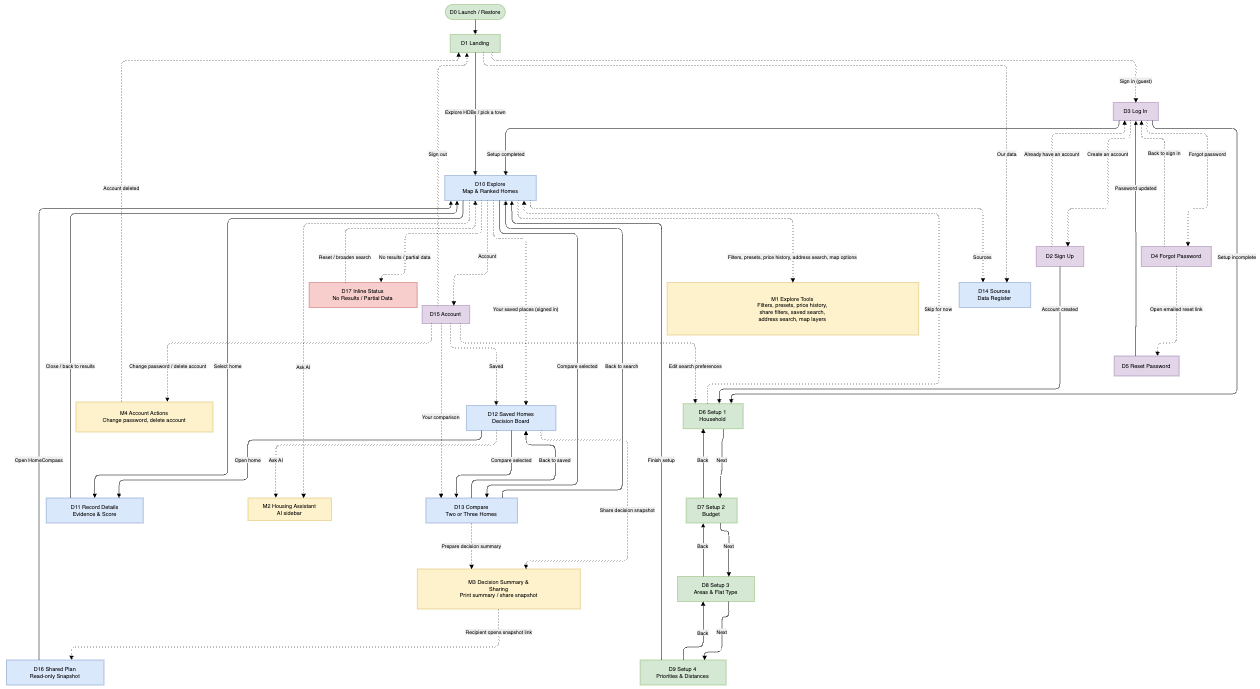 D0 Launch / Restore
D1 Landing
Sign in (guest)
D3 Log In
Explore HDBs / pick a town
Sign out
Setup completed
Our data
Already have an account
Create an account
Back to sign in
Forgot password
Account deleted
D10 Explore
Map & Ranked Homes
Password updated
Reset / broaden search
No results / partial data
Account
Filters, presets, price history, address search, map options
Sources
D2 Sign Up
D4 Forgot Password
Setup incomplete
D17 Inline Status
No Results / Partial Data
D15 Account
Your saved places (signed in)
M1 Explore Tools
Filters, presets, price history,
share filters, saved search,
address search, map layers
D14 Sources
Data Register
Skip for now
Account created
Open emailed reset link
Close / back to results
Change password / delete account
Select home
Ask AI
Saved
Compare selected
Back to search
Edit search preferences
D5 Reset Password
M4 Account Actions
Change password, delete account
Your comparison
D12 Saved Homes
Decision Board
D6 Setup 1
Household
Open HomeCompass
Open home
Ask AI
Compare selected
Back to saved
Finish setup
Back
Next
D11 Record Details
Evidence & Score
M2 Housing Assistant
AI sidebar
D13 Compare
Two or Three Homes
Share decision snapshot
D7 Setup 2
Budget
Prepare decision summary
Back
Next
M3 Decision Summary &
Sharing
Print summary / share snapshot
D8 Setup 3
Areas & Flat Type
Recipient opens snapshot link
Back
Next
D16 Shared Plan
Read-only Snapshot
D9 Setup 4
Priorities & Distances